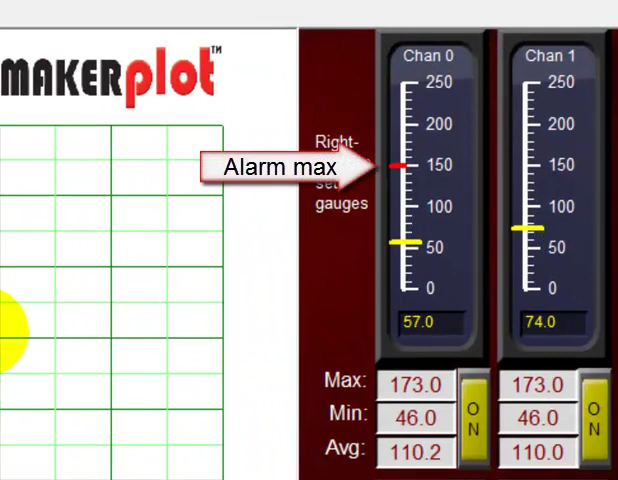 MAKERplot™
Chan 0
250
200
150
100
50
0
57.0
Chan 1
250
200
150
100
50
0
74.0
Right-
Alarm max
gauges
Max: 173.0 173.0
Min: 46.0 46.0
Avg: 110.2 110.0
ON
ON